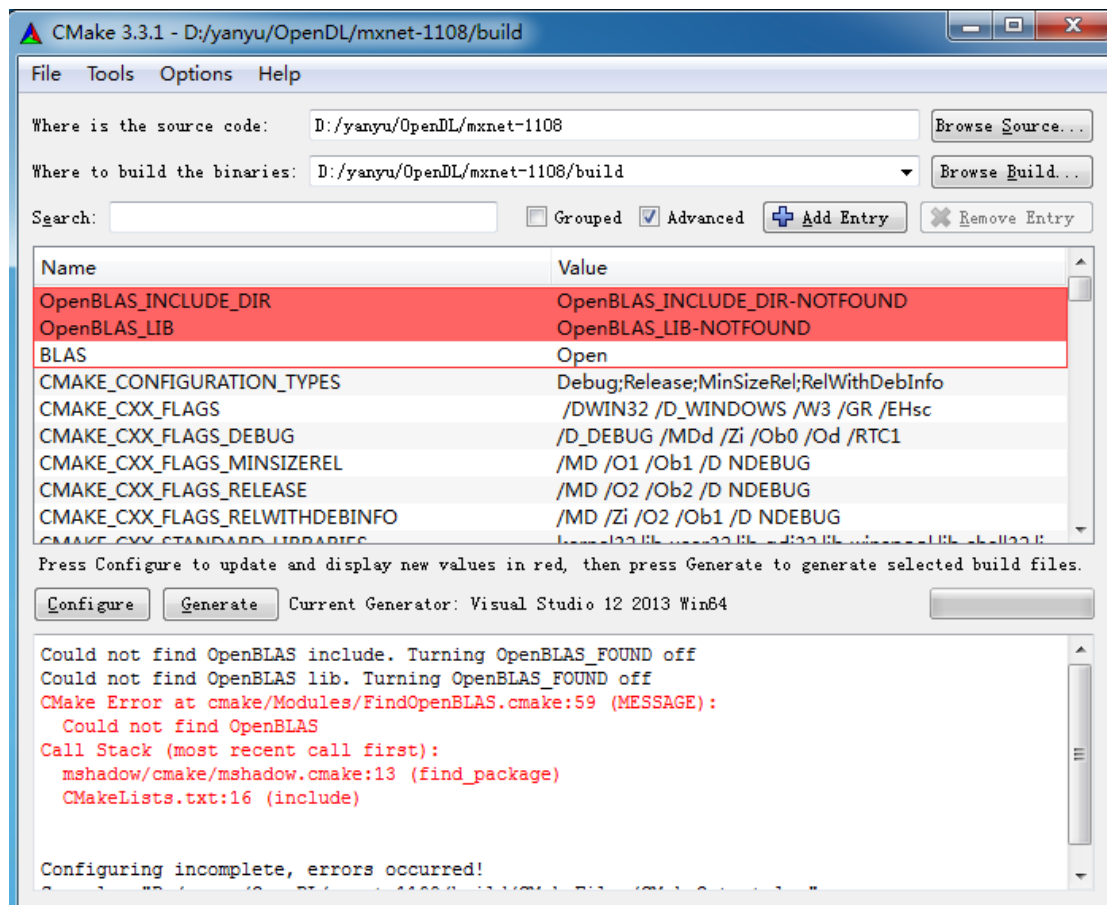 CMake 3.3.1 - D:/yanyu/OpenDL/mxnet-1108/build
File Tools Options Help
Where is the source code: D:/yanyu/OpenDL/mxnet-1108 Browse Source...
Where to build the binaries: D:/yanyu/OpenDL/mxnet-1108/build Browse Build...
Search: Grouped Advanced Add Entry Remove Entry
Name Value
OpenBLAS_INCLUDE_DIR OpenBLAS_INCLUDE_DIR-NOTFOUND
OpenBLAS_LIB OpenBLAS_LIB-NOTFOUND
BLAS Open
CMAKE_CONFIGURATION_TYPES Debug;Release;MinSizeRel;RelWithDebInfo
CMAKE_CXX_FLAGS /DWIN32 /D_WINDOWS /W3 /GR /EHsc
CMAKE_CXX_FLAGS_DEBUG /D_DEBUG /MDd /Zi /Ob0 /Od /RTC1
CMAKE_CXX_FLAGS_MINSIZEREL /MD /O1 /Ob1 /D NDEBUG
CMAKE_CXX_FLAGS_RELEASE /MD /O2 /Ob2 /D NDEBUG
CMAKE_CXX_FLAGS_RELWITHDEBINFO /MD /Zi /O2 /Ob1 /D NDEBUG
Press Configure to update and display new values in red, then press Generate to generate selected build files.
Configure Generate Current Generator: Visual Studio 12 2013 Win64
Could not find OpenBLAS include. Turning OpenBLAS_FOUND off
Could not find OpenBLAS lib. Turning OpenBLAS_FOUND off
CMake Error at cmake/Modules/FindOpenBLAS.cmake:59 (MESSAGE):
Could not find OpenBLAS
Call Stack (most recent call first):
mshadow/cmake/mshadow.cmake:13 (find_package)
CMakeLists.txt:16 (include)
Configuring incomplete, errors occurred!